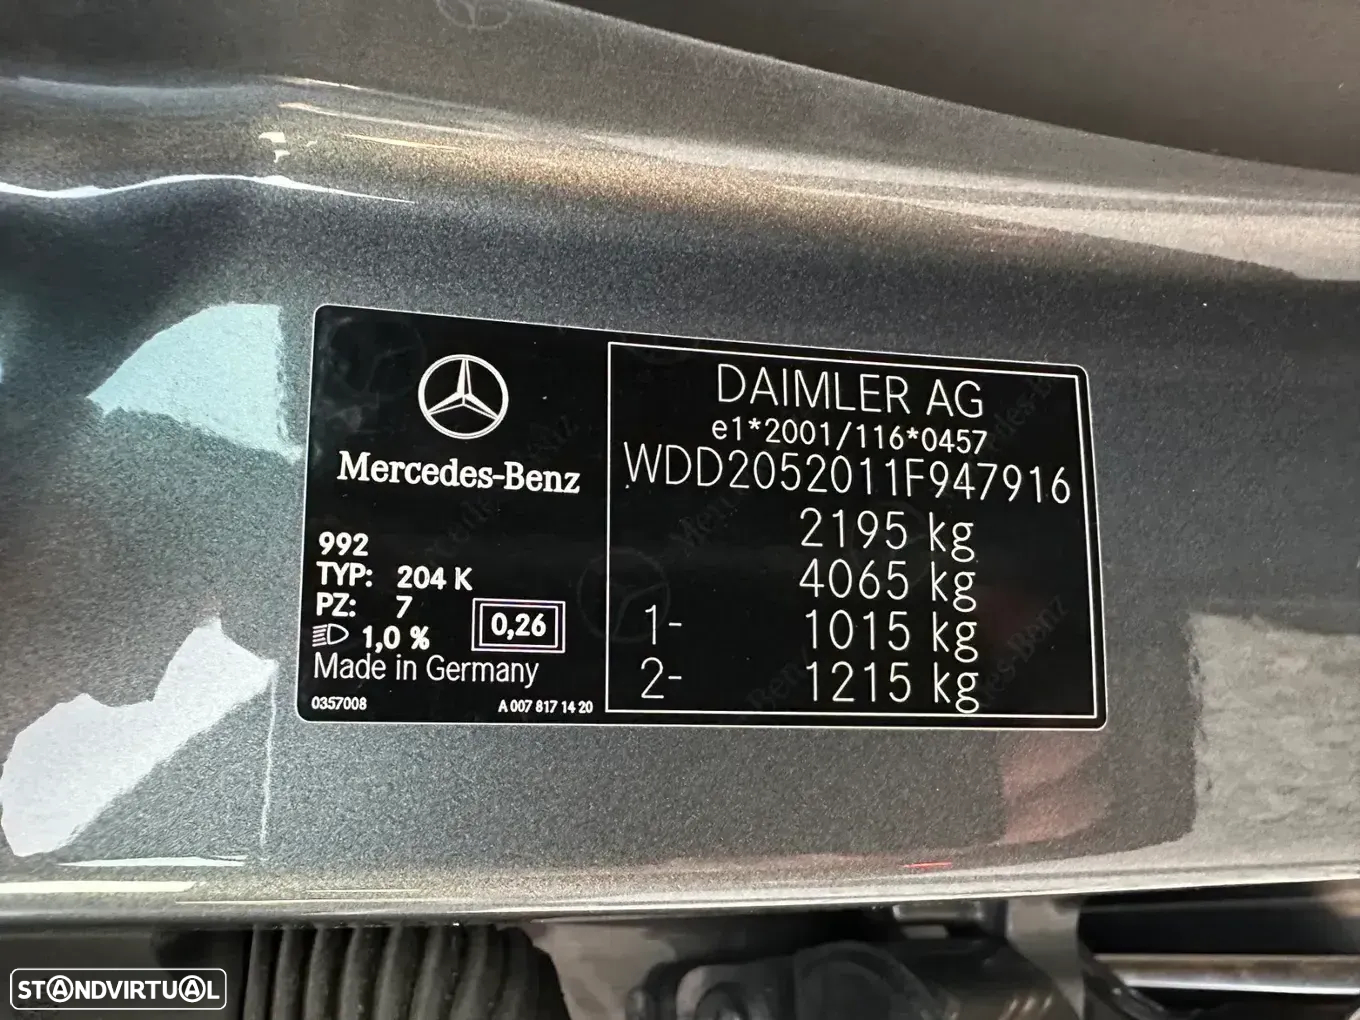 Mercedes-Benz
992
TYP: 204 K
PZ: 7
1,0 %
0,26
Made in Germany
0357008
A 007 817 14 20
DAIMLER AG
e1*2001/116*0457
WDD2052011F947916
2195 kg
4065 kg
1- 1015 kg
2- 1215 kg
STANDVIRTUAL